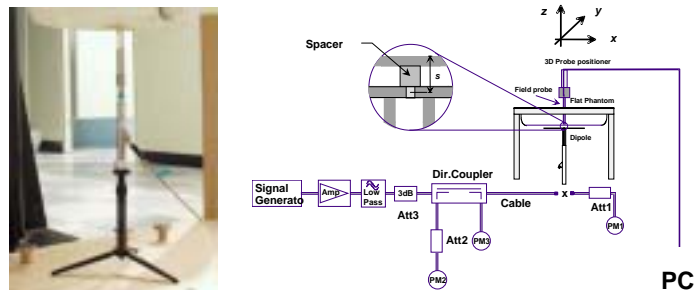 z
y
x
Spacer
s
3D Probe positioner
Field probe
Flat Phantom
Dipole
Signal
Generato
Amp
Low
Pass
3dB
Att3
Dir.Coupler
Cable
x
Att1
PM1
Att2
PM3
PM2
PC